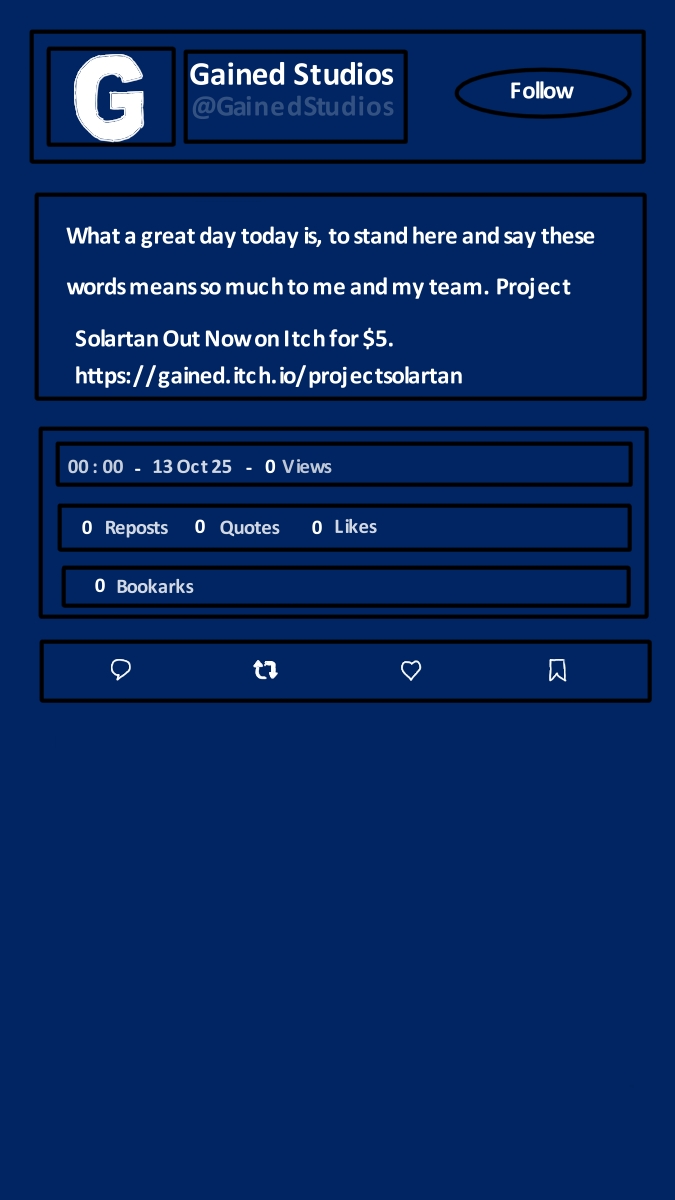 G
Gained Studios
@GainedStudios
Follow
What a great day today is, to stand here and say these
words means so much to me and my team. Project
Solartan Out Now on Itch for $5.
https://gained.itch.io/projectsolartan
00:00 - 13 Oct 25 - 0 Views
0 Reposts 0 Quotes 0 Likes
0 Bookarks